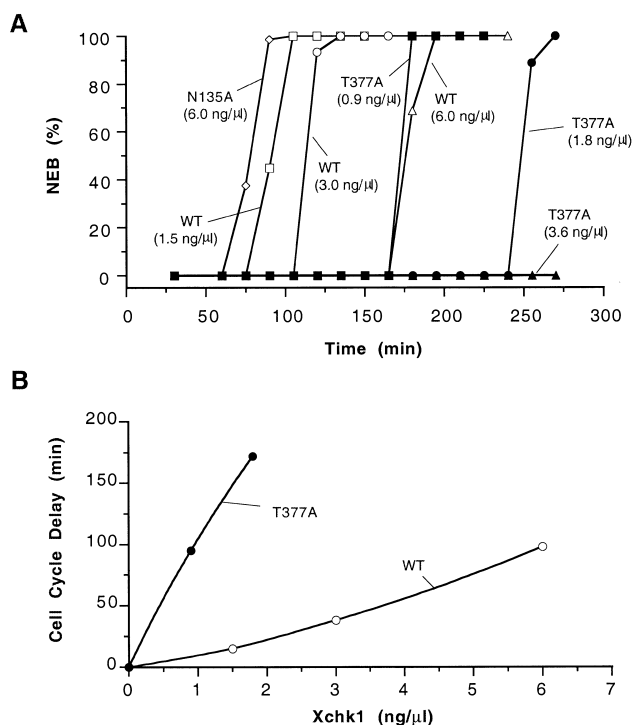 A
100
80
60
40
20
0
NEB (%)
N135A
(6.0 ng/µl)
WT
(1.5 ng/µl)
WT
(3.0 ng/µl)
T377A
(0.9 ng/µl)
WT
(6.0 ng/µl)
T377A
(1.8 ng/µl)
T377A
(3.6 ng/µl)
0 50 100 150 200 250 300
Time (min)
B
200
150
100
50
0
Cell Cycle Delay (min)
T377A
WT
0 1 2 3 4 5 6 7
Xchk1 (ng/µl)